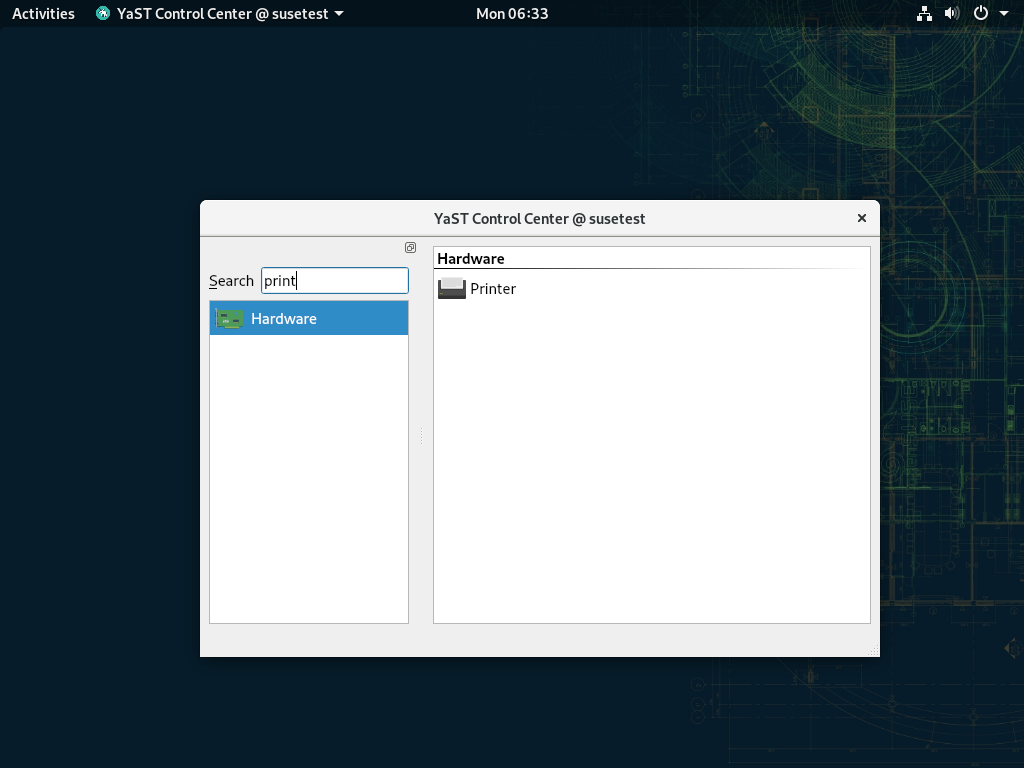 Activities YaST Control Center @ susetest Mon 06:33
YaST Control Center @ susetest
Search print
Hardware
Hardware
Printer